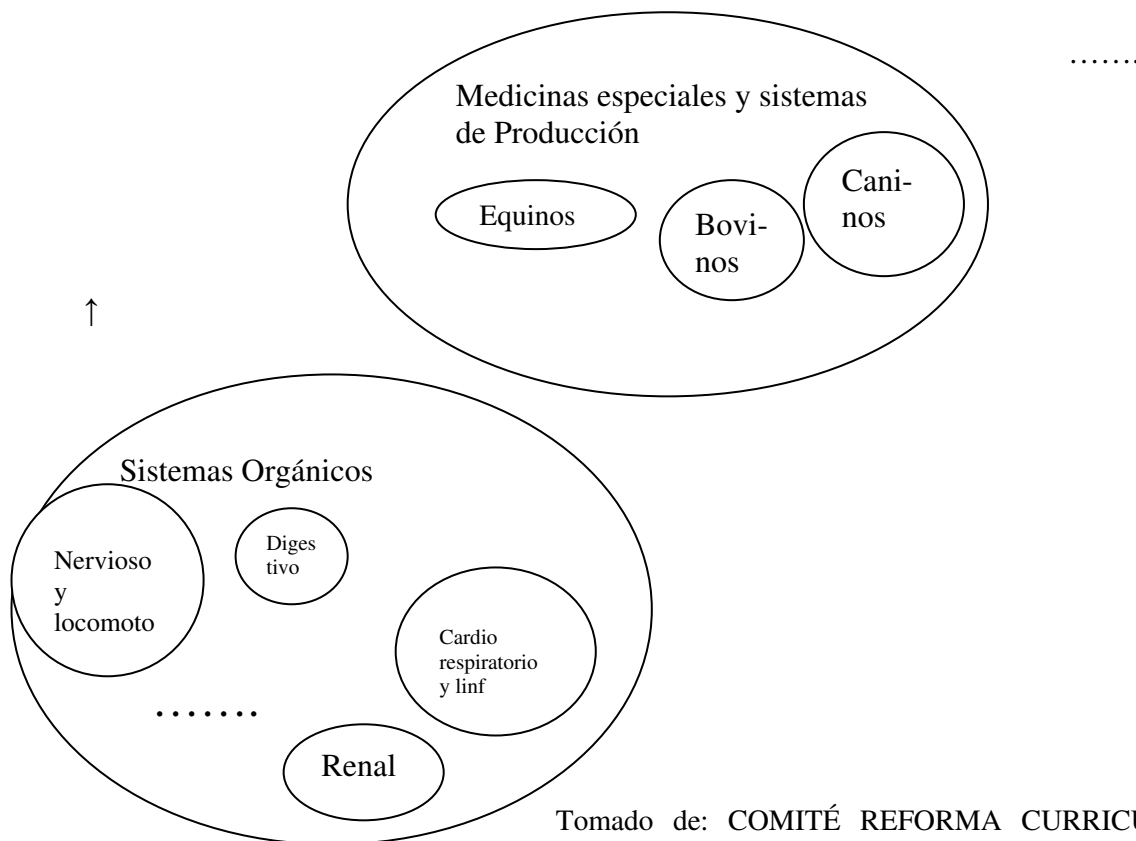 ........
Medicinas especiales y sistemas
de Producción
Equinos
Bovi-
nos
Cani-
nos
↑
Sistemas Orgánicos
Nervioso
y
locomoto
Diges
tivo
Cardio
respiratorio
y linf
.......
Renal
Tomado de: COMITÉ REFORMA CURRICU